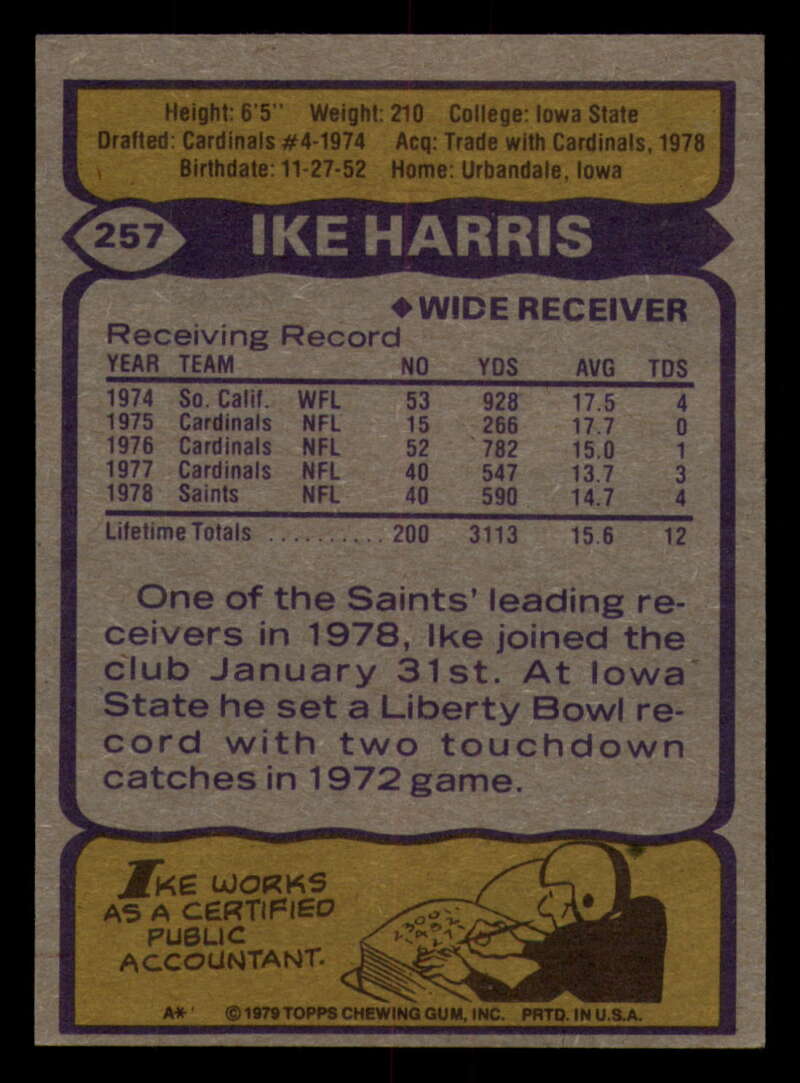 Height: 6'5" Weight: 210 College: Iowa State
Drafted: Cardinals #4-1974 Acq: Trade with Cardinals, 1978
Birthdate: 11-27-52 Home: Urbandale, Iowa
257 IKE HARRIS
◆WIDE RECEIVER
Receiving Record
YEAR TEAM NO YDS AVG TDS
1974 So. Calif. WFL 53 928 17.5 4
1975 Cardinals NFL 15 266 17.7 0
1976 Cardinals NFL 52 782 15.0 1
1977 Cardinals NFL 40 547 13.7 3
1978 Saints NFL 40 590 14.7 4
Lifetime Totals .......... 200 3113 15.6 12
One of the Saints' leading re-
ceivers in 1978, Ike joined the
club January 31st. At Iowa
State he set a Liberty Bowl re-
cord with two touchdown
catches in 1972 game.
IKE WORKS
AS A CERTIFIED
PUBLIC
ACCOUNTANT.
A* ©1979 TOPPS CHEWING GUM, INC. PRTD. IN U.S.A.